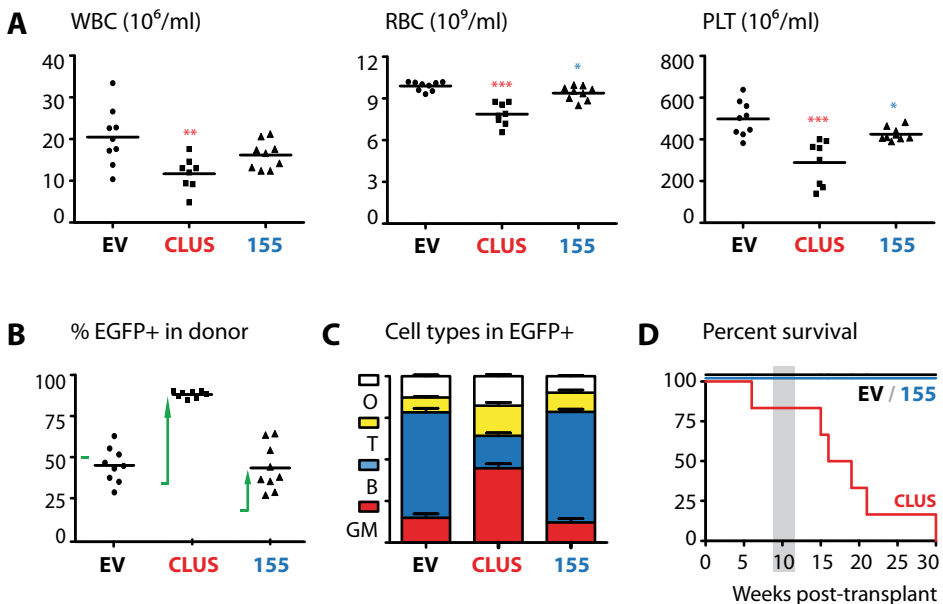 A
WBC (10⁶/ml)
RBC (10⁹/ml)
PLT (10⁶/ml)
40
30
20
10
0
**
EV
CLUS
155
12
9
6
3
0
***
*
EV
CLUS
155
600
400
200
0
***
*
EV
CLUS
155
B
% EGFP+ in donor
100
75
50
25
0
EV
CLUS
155
C
Cell types in EGFP+
O
T
B
GM
EV
CLUS
155
D
Percent survival
100
75
50
25
0
EV / 155
CLUS
0 5 10 15 20 25 30
Weeks post-transplant